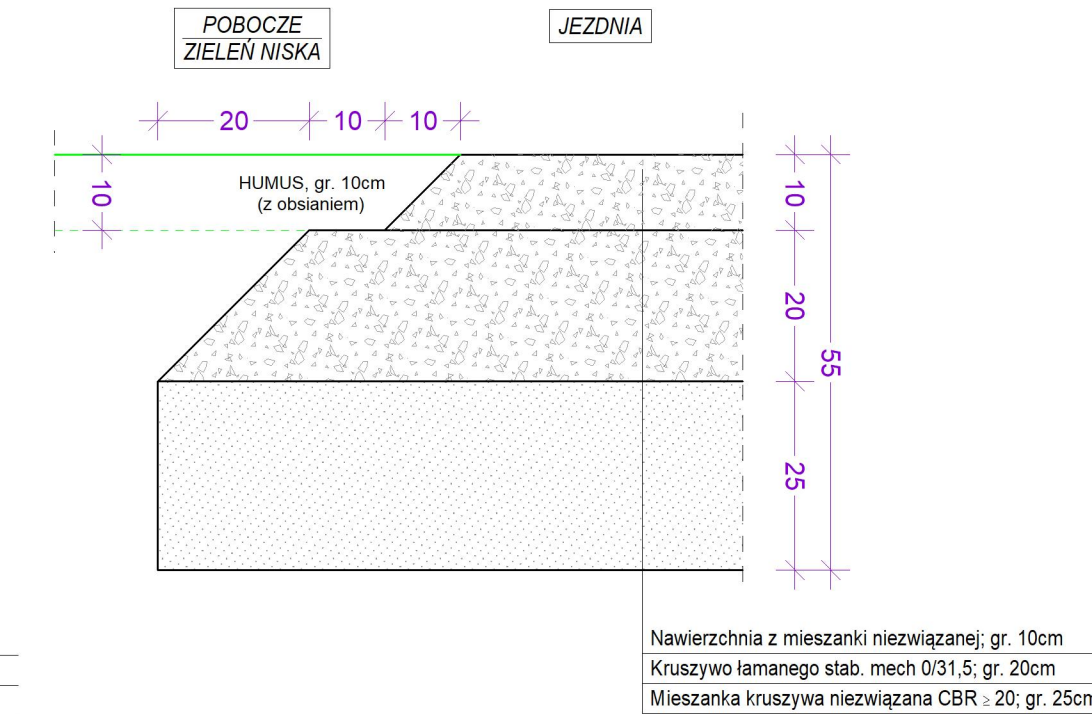 POBOCZE
ZIELEŃ NISKA
JEZDNIA
20 10 10
10
HUMUS, gr. 10cm
(z obsianiem)
10
20
55
25
Nawierzchnia z mieszanki niezwiązanej; gr. 10cm
Kruszywo łamanego stab. mech 0/31,5; gr. 20cm
Mieszanka kruszywa niezwiązana CBR ≥ 20; gr. 25cm